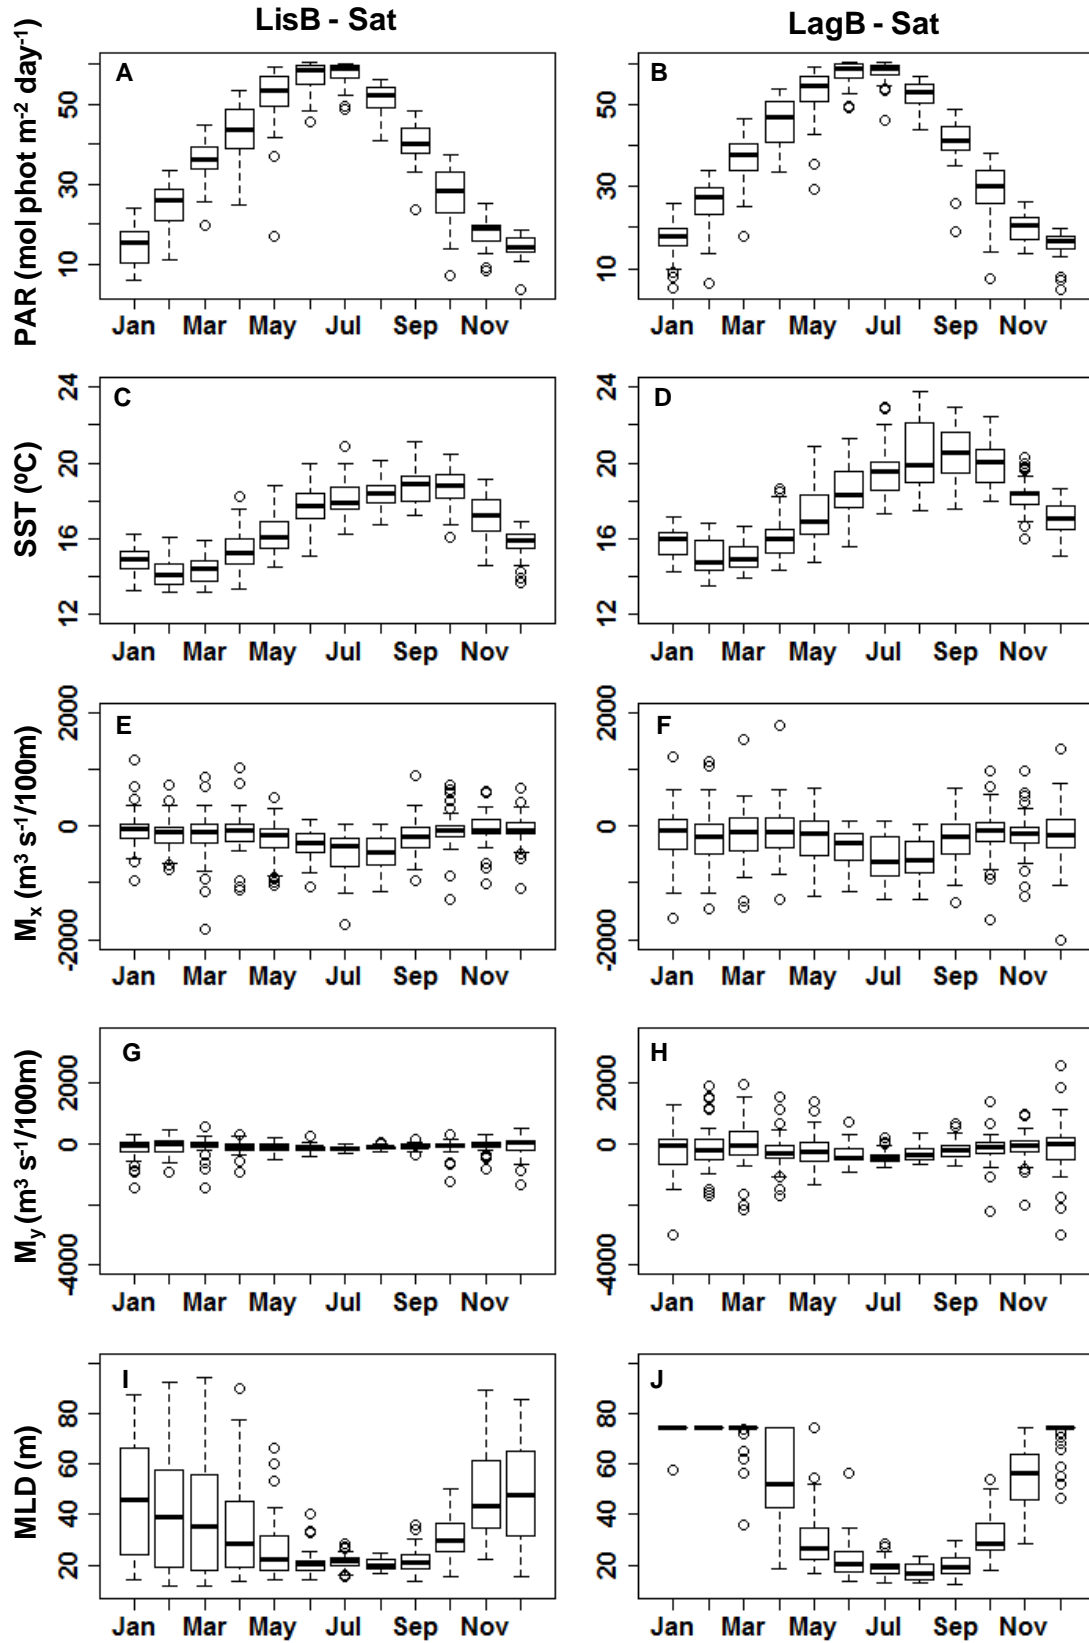 LisB - Sat
LagB - Sat
PAR (mol phot m-2 day-1)
A
50
30
10
Jan Mar May Jul Sep Nov
B
50
30
10
Jan Mar May Jul Sep Nov
SST (ºC)
C
24
20
16
12
Jan Mar May Jul Sep Nov
D
24
20
16
12
Jan Mar May Jul Sep Nov
Mx (m3 s-1/100m)
E
2000
0
-2000
Jan Mar May Jul Sep Nov
F
2000
0
-2000
Jan Mar May Jul Sep Nov
My (m3 s-1/100m)
G
2000
0
-4000
Jan Mar May Jul Sep Nov
H
2000
0
-4000
Jan Mar May Jul Sep Nov
MLD (m)
I
80
60
40
20
Jan Mar May Jul Sep Nov
J
80
60
40
20
Jan Mar May Jul Sep Nov